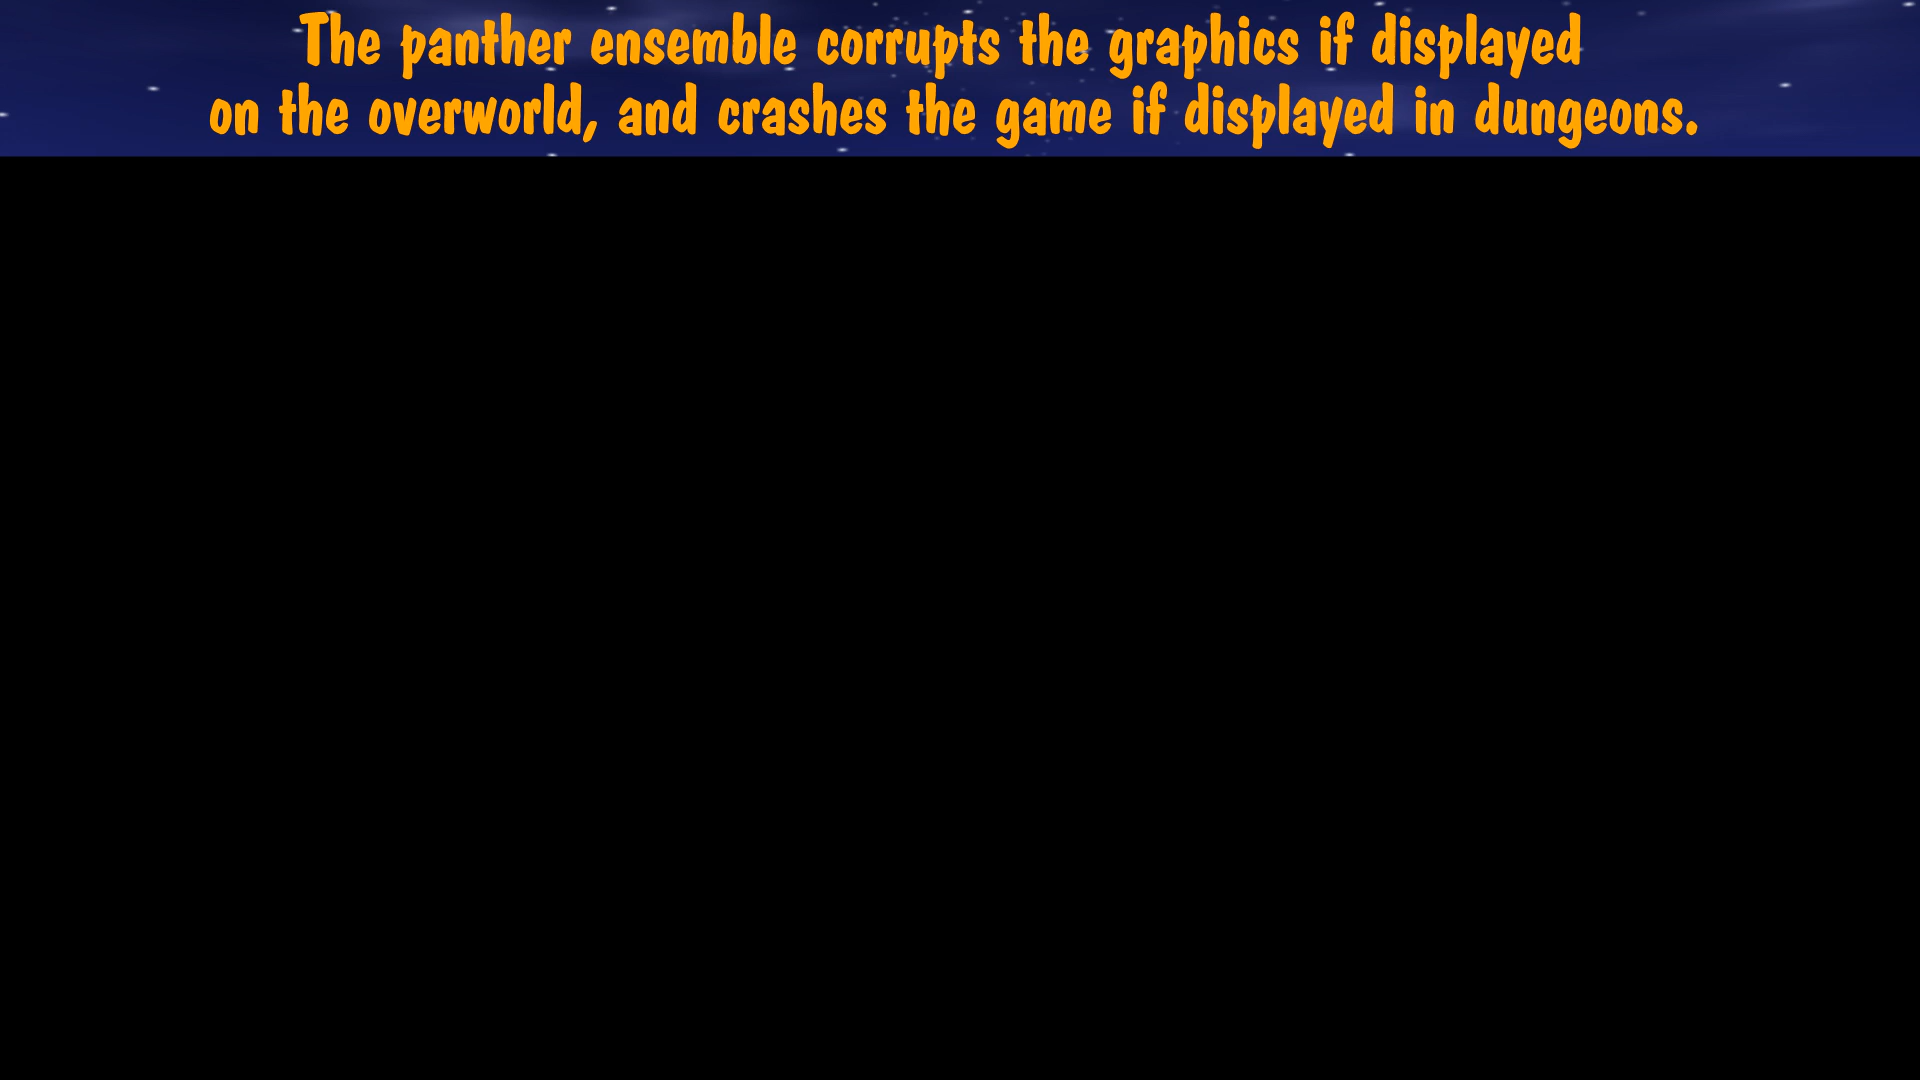 The panther ensemble corrupts the graphics if displayed
on the overworld, and crashes the game if displayed in dungeons.